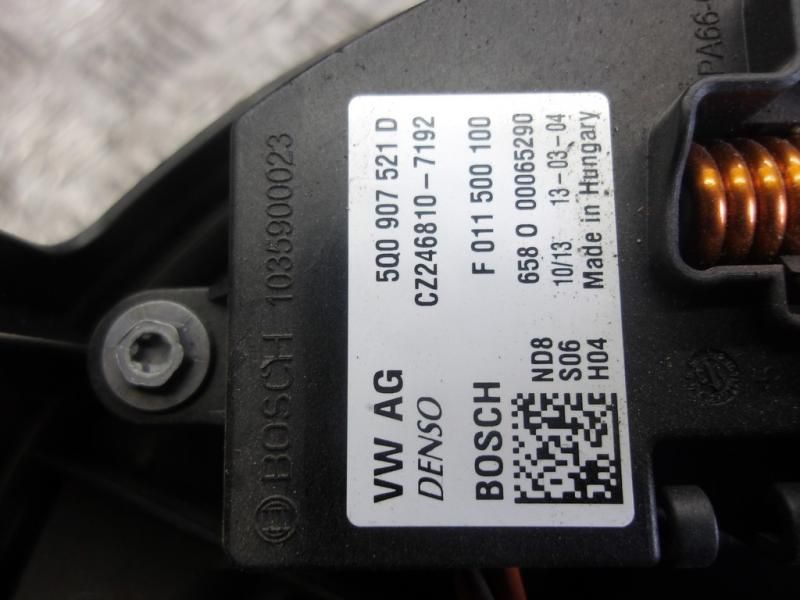 BOSCH 1035900023
VW AG 5Q0 907 521 D
DENSO CZ246810-7192
BOSCH F 011 500 100
ND8 658 0 00065290
S06 10/13 13-03-04
H04 Made in Hungary
PA66-